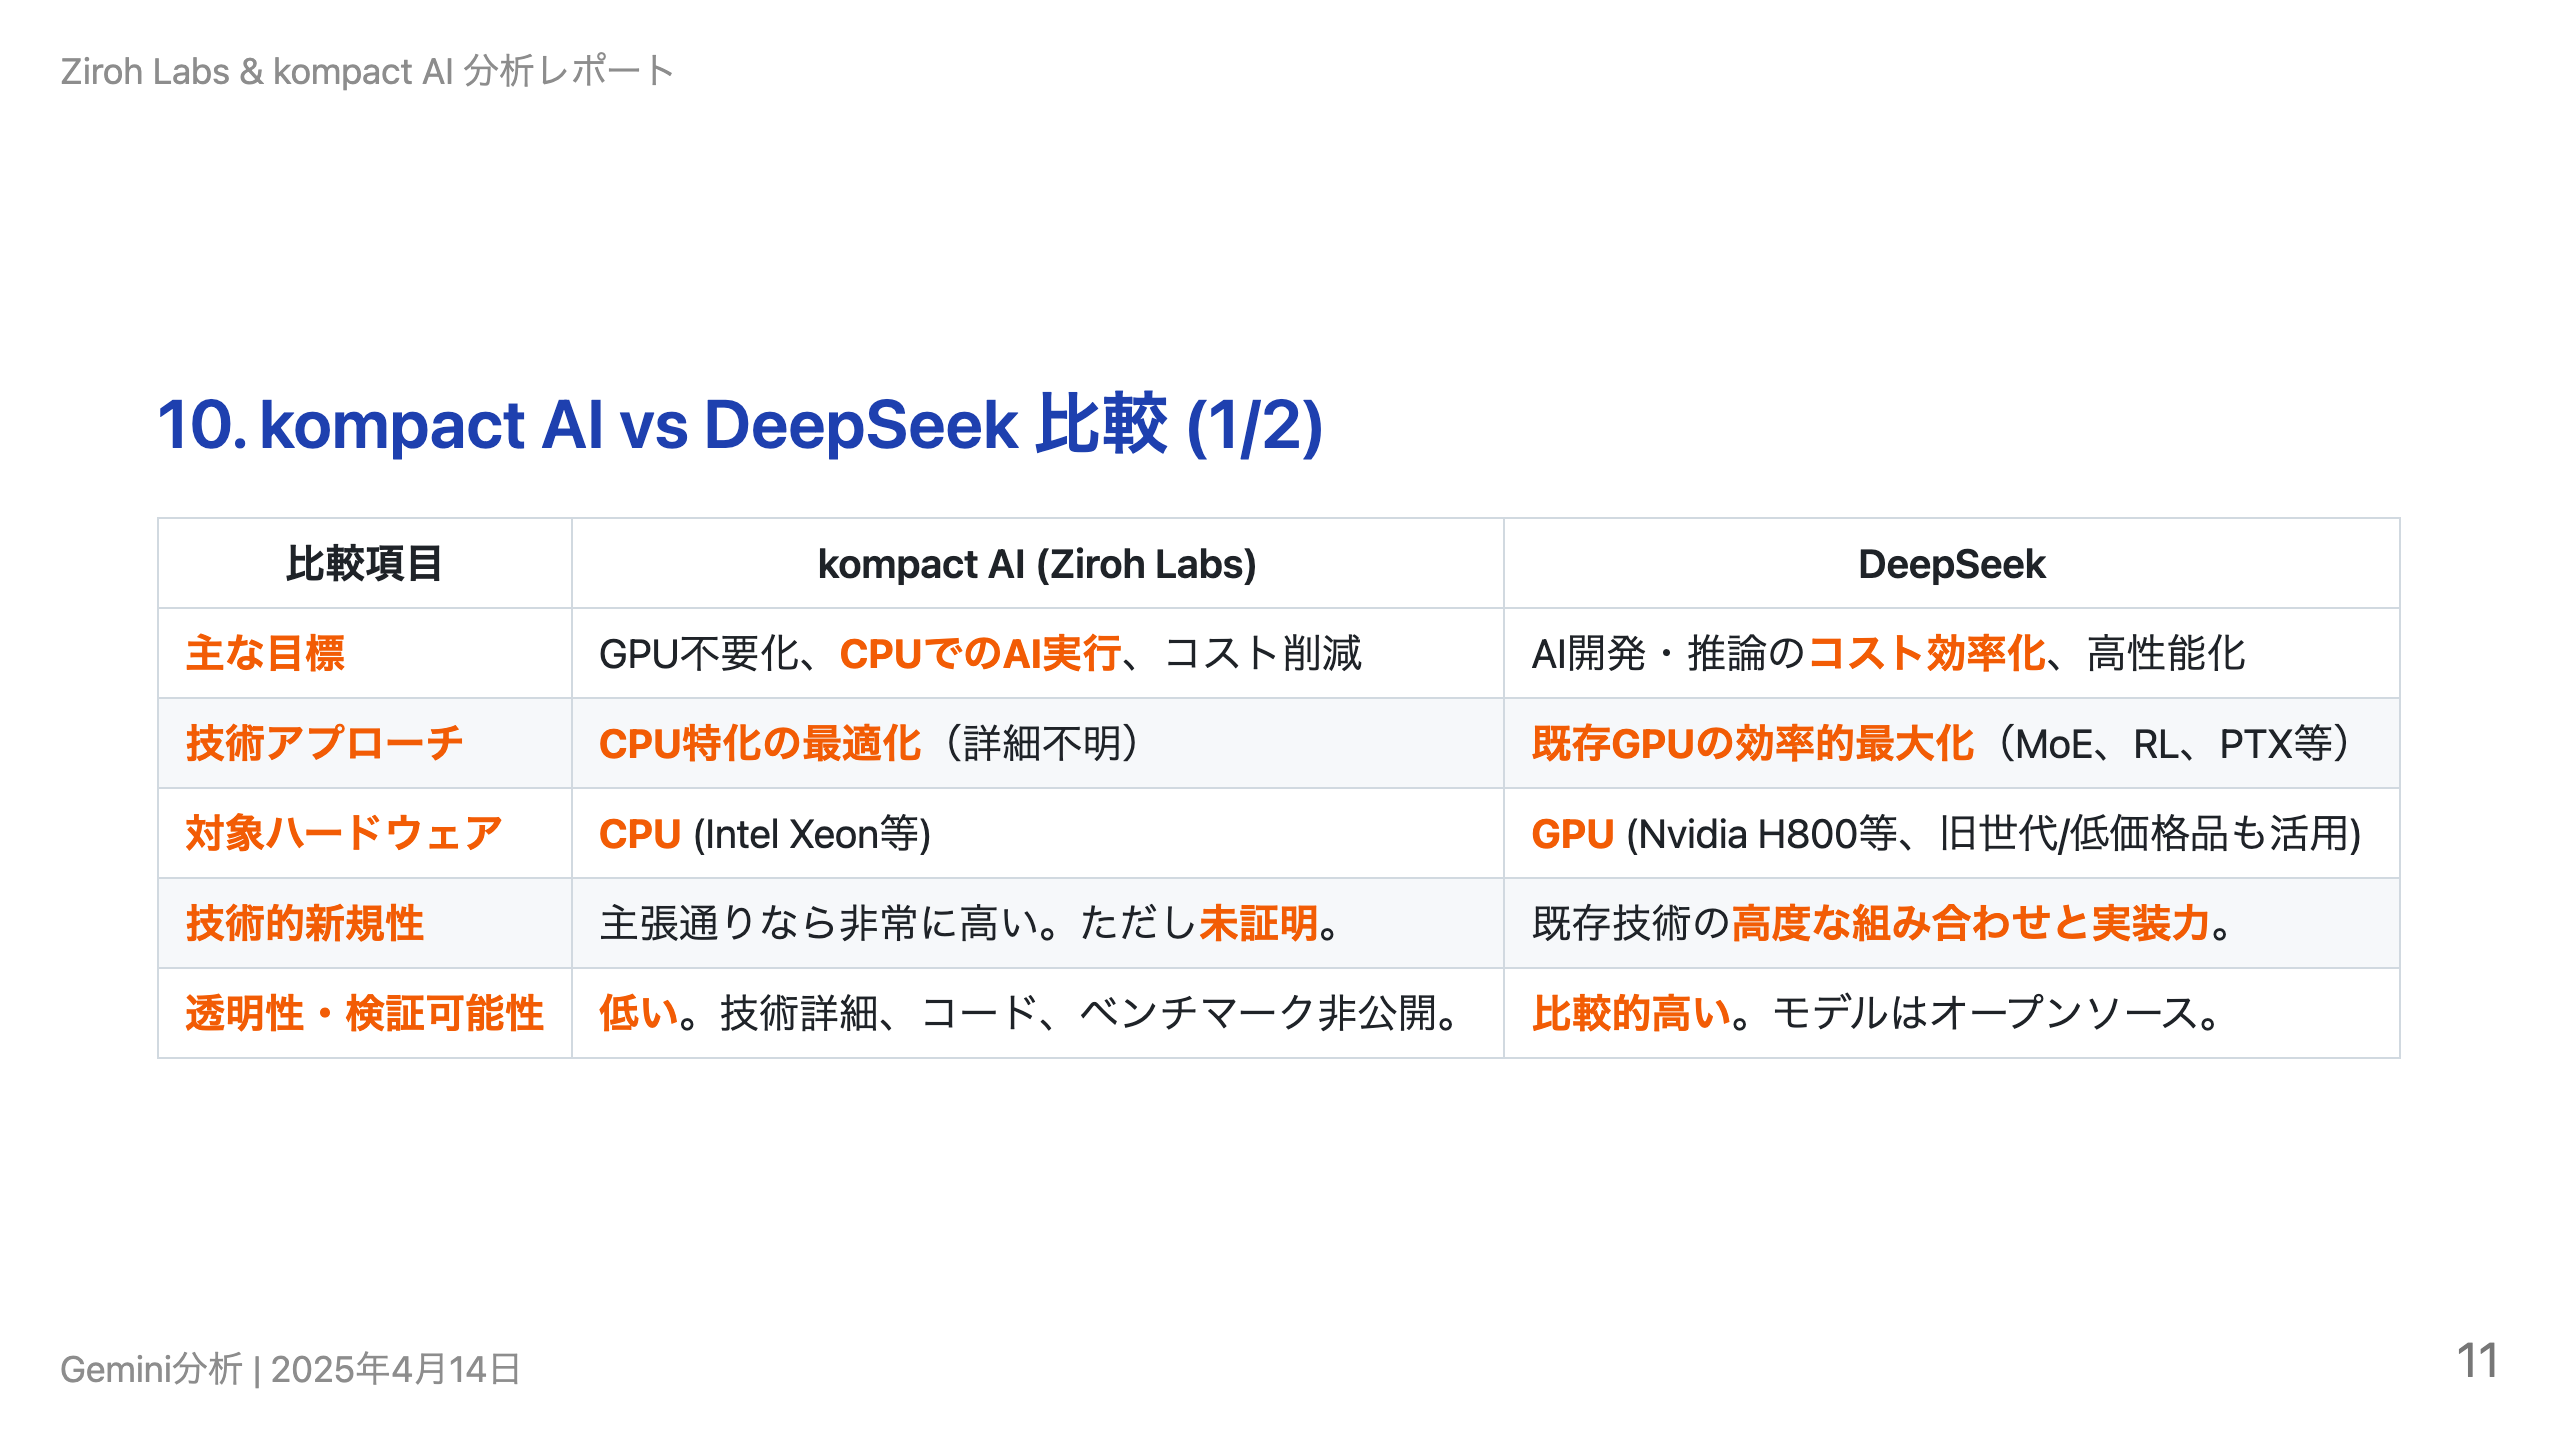 Ziroh Labs & kompact AI 分析レポート
10. kompact AI vs DeepSeek 比較 (1/2)
比較項目
kompact AI (Ziroh Labs)
DeepSeek
主な目標
GPU不要化、CPUでのAI実行、コスト削減
AI開発・推論のコスト効率化、高性能化
技術アプローチ
CPU特化の最適化（詳細不明）
既存GPUの効率的最大化（MoE、RL、PTX等）
対象ハードウェア
CPU (Intel Xeon等)
GPU (Nvidia H800等、旧世代/低価格品も活用)
技術的新規性
主張通りなら非常に高い。ただし未証明。
既存技術の高度な組み合わせと実装力。
透明性・検証可能性
低い。技術詳細、コード、ベンチマーク非公開。
比較的高い。モデルはオープンソース。
Gemini分析 | 2025年4月14日
11